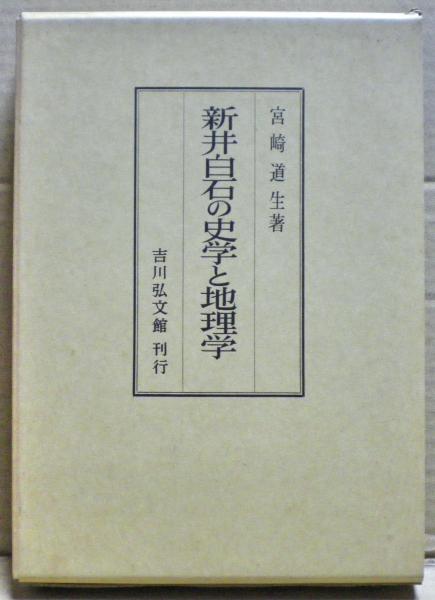 宮崎道生著
新井白石の史学と地理学
吉川弘文館 刊行